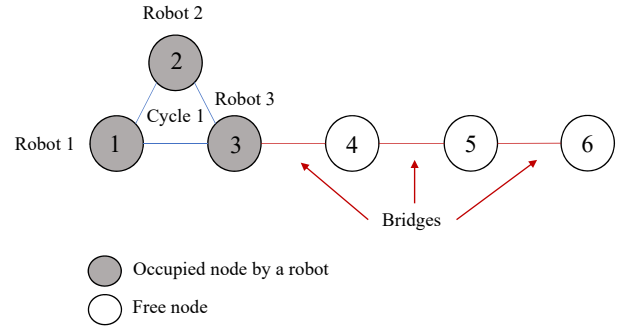 Robot 2
2
Robot 3
Cycle 1
Robot 1
1
3
4
5
6
Bridges
Occupied node by a robot
Free node